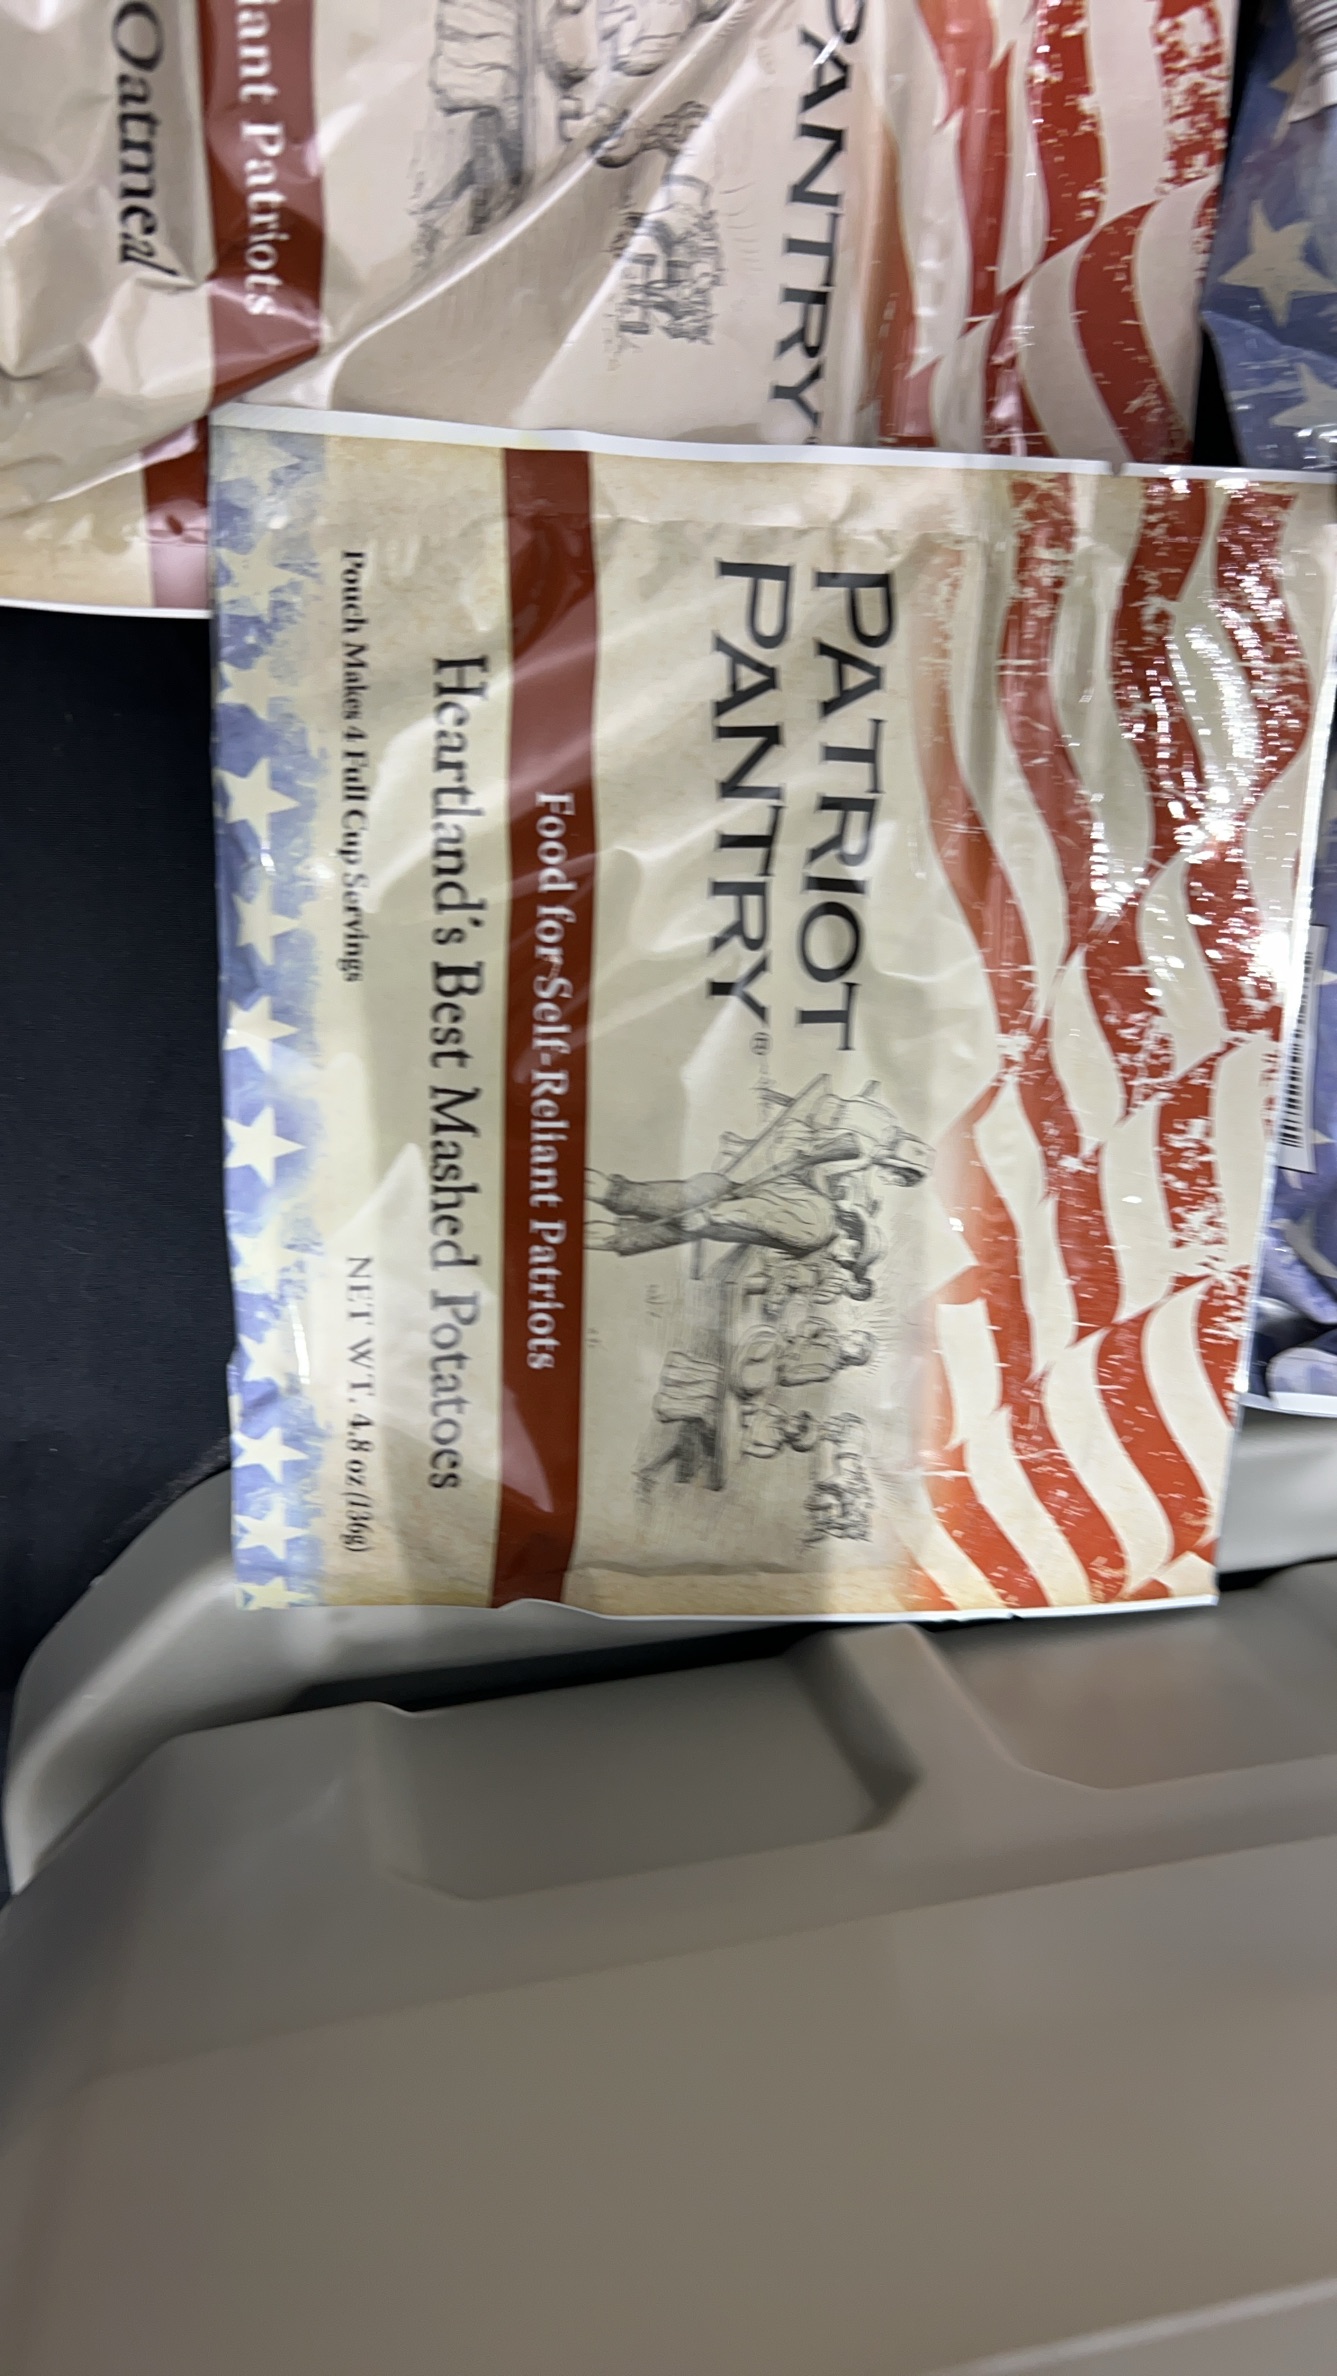 PATRIOT
PANTRY®
Food for Self-Reliant Patriots
Heartland's Best Mashed Potatoes
Pouch Makes 4 Full Cup Servings
NET WT. 4.8 oz (136g)
PANTRY
iant Patriots
Oatmeal